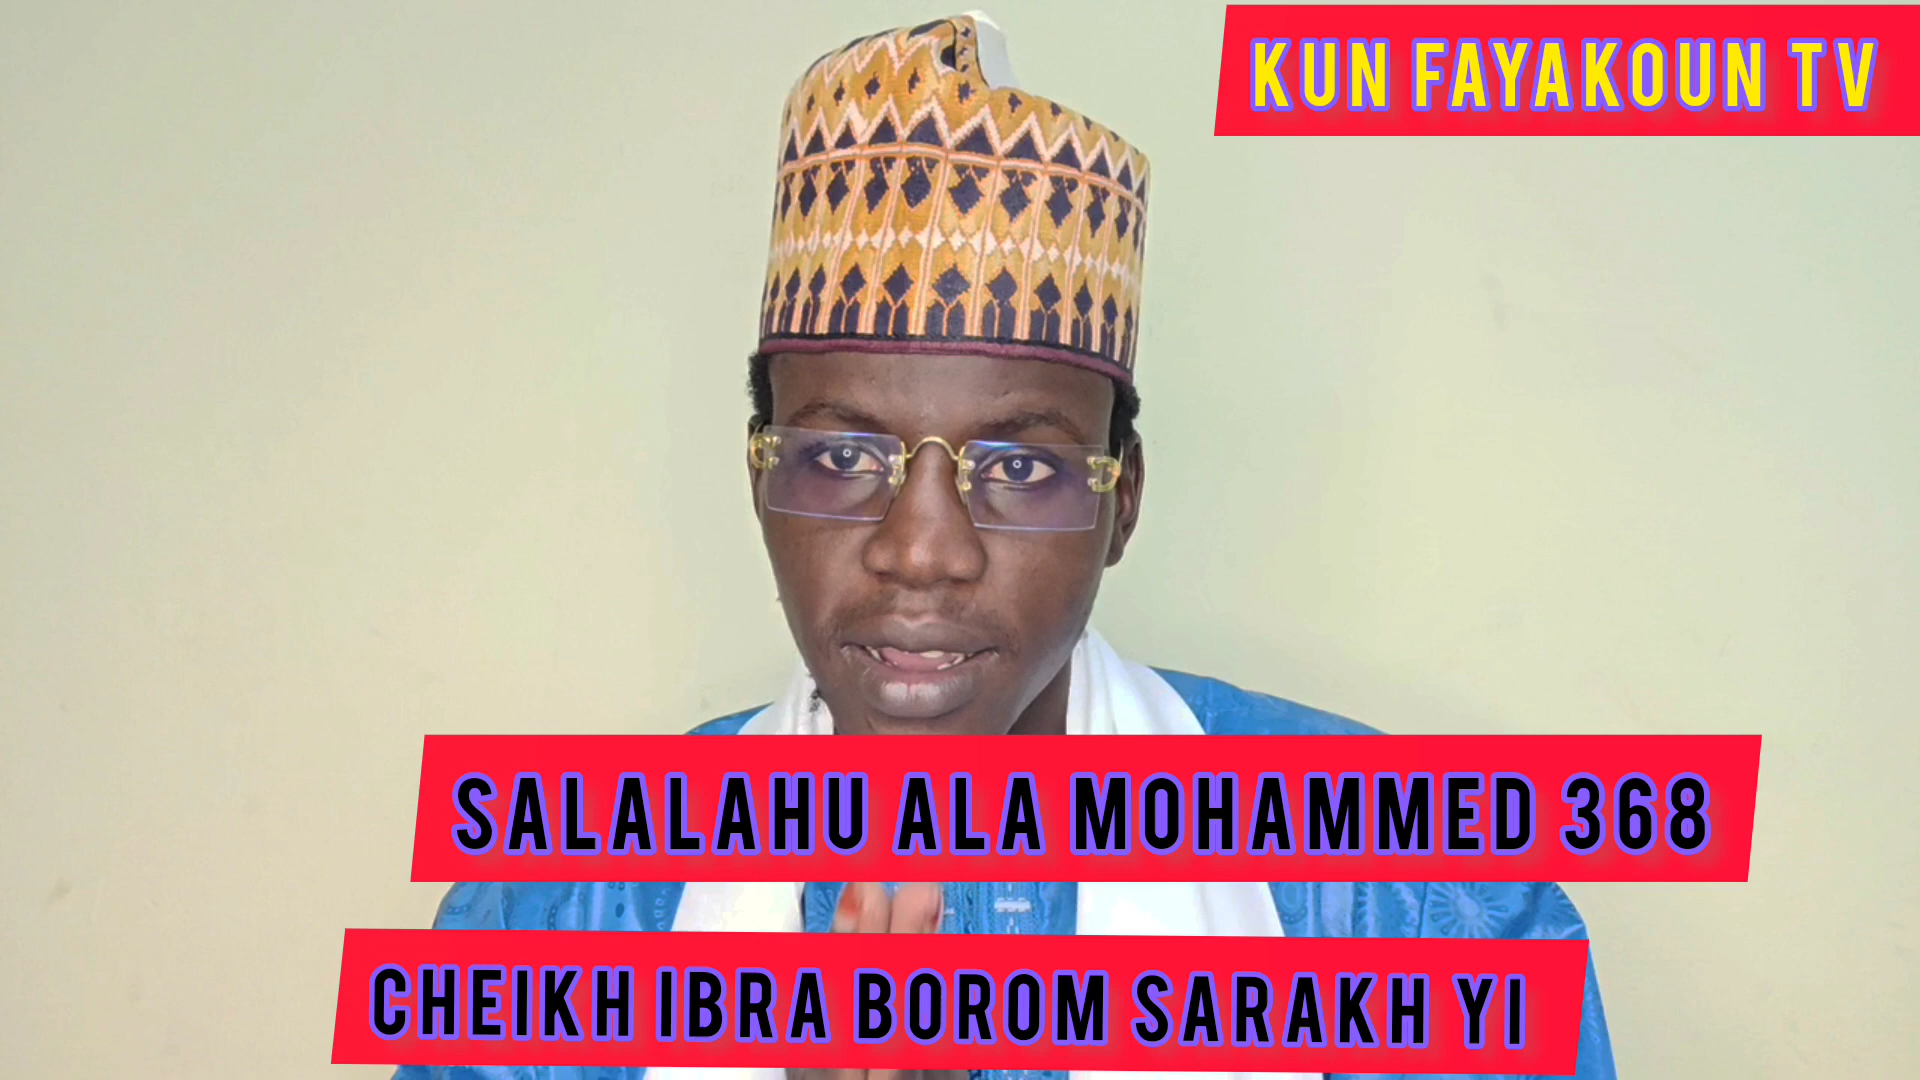 KUN FAYAKOUN TV
SALALAHU ALA MOHAMMED 368
CHEIKH IBRA BOROM SARAKH YI